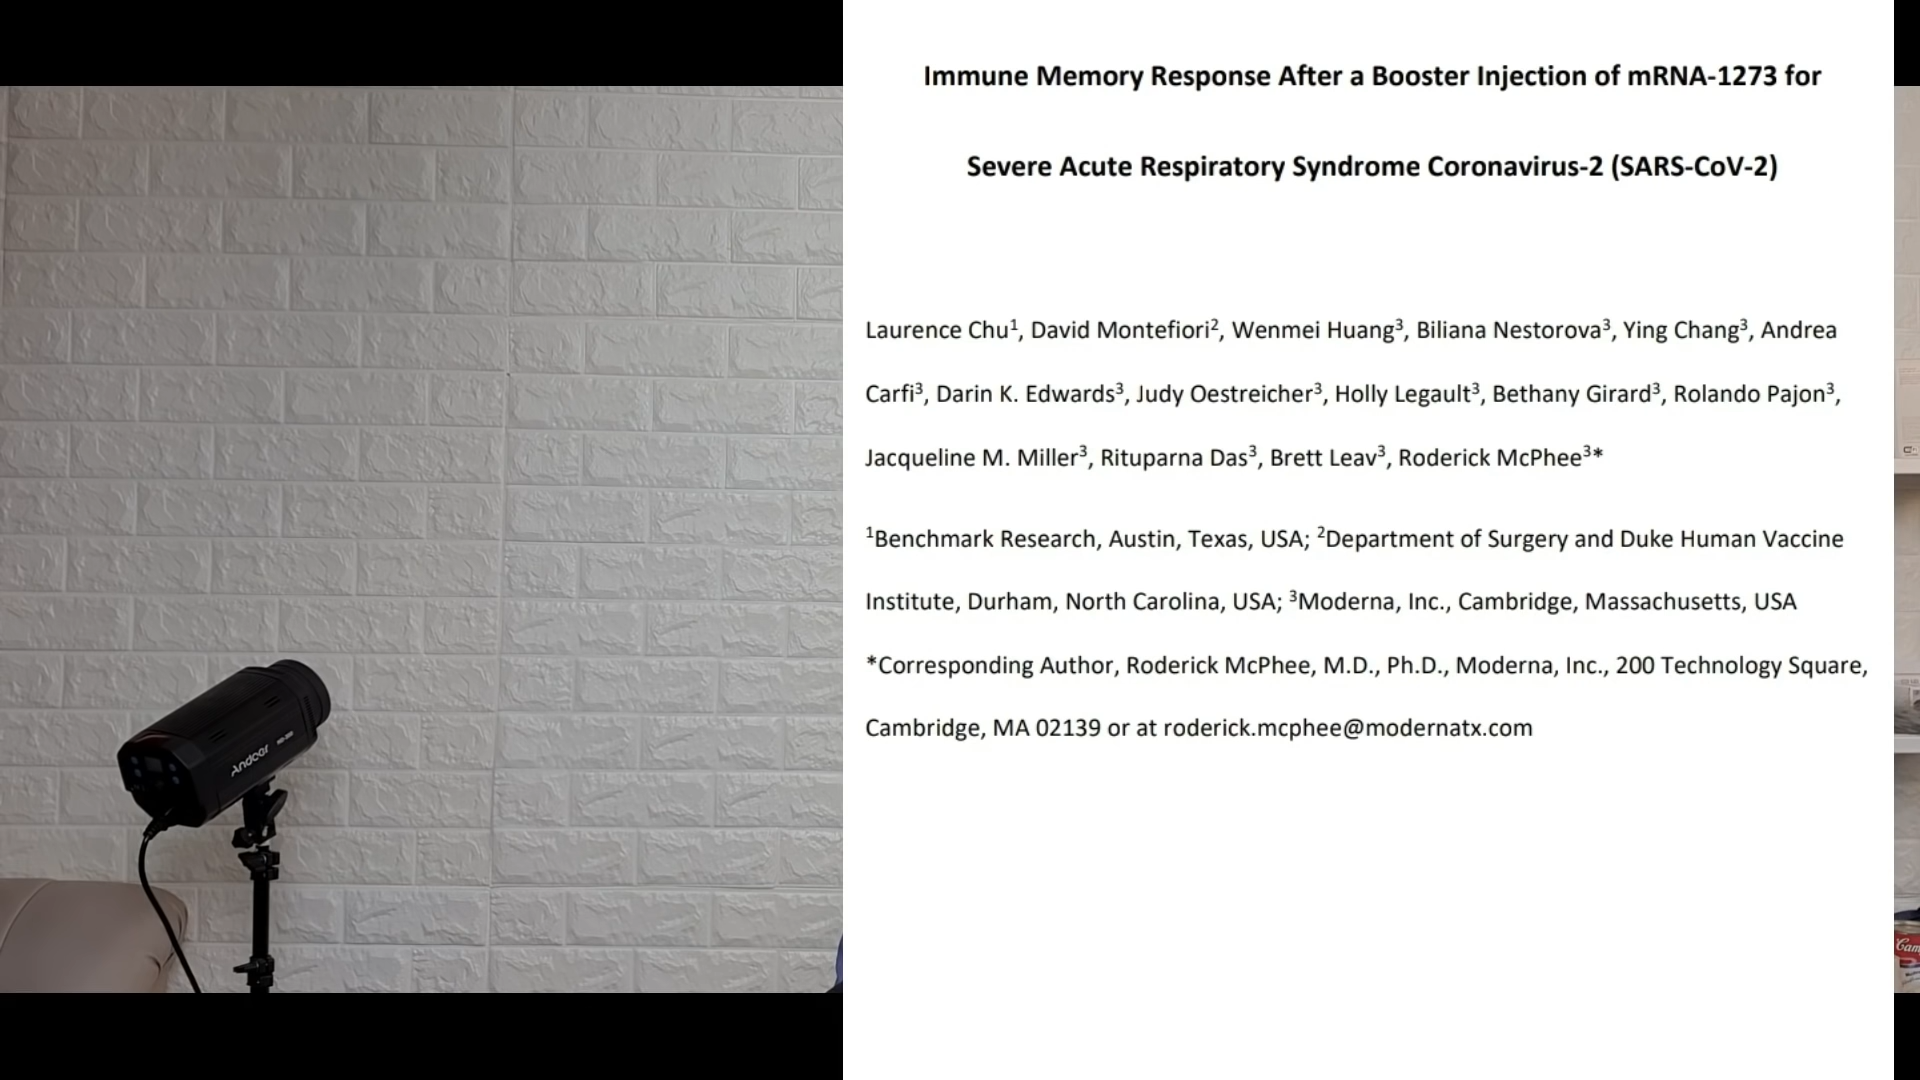 Immune Memory Response After a Booster Injection of mRNA-1273 for
Severe Acute Respiratory Syndrome Coronavirus-2 (SARS-CoV-2)
Laurence Chu¹, David Montefiori², Wenmei Huang³, Biliana Nestorova³, Ying Chang³, Andrea
Carfi³, Darin K. Edwards³, Judy Oestreicher³, Holly Legault³, Bethany Girard³, Rolando Pajon³,
Jacqueline M. Miller³, Rituparna Das³, Brett Leav³, Roderick McPhee³*
¹Benchmark Research, Austin, Texas, USA; ²Department of Surgery and Duke Human Vaccine
Institute, Durham, North Carolina, USA; ³Moderna, Inc., Cambridge, Massachusetts, USA
*Corresponding Author, Roderick McPhee, M.D., Ph.D., Moderna, Inc., 200 Technology Square,
Cambridge, MA 02139 or at roderick.mcphee@modernatx.com
Andoer
Cam